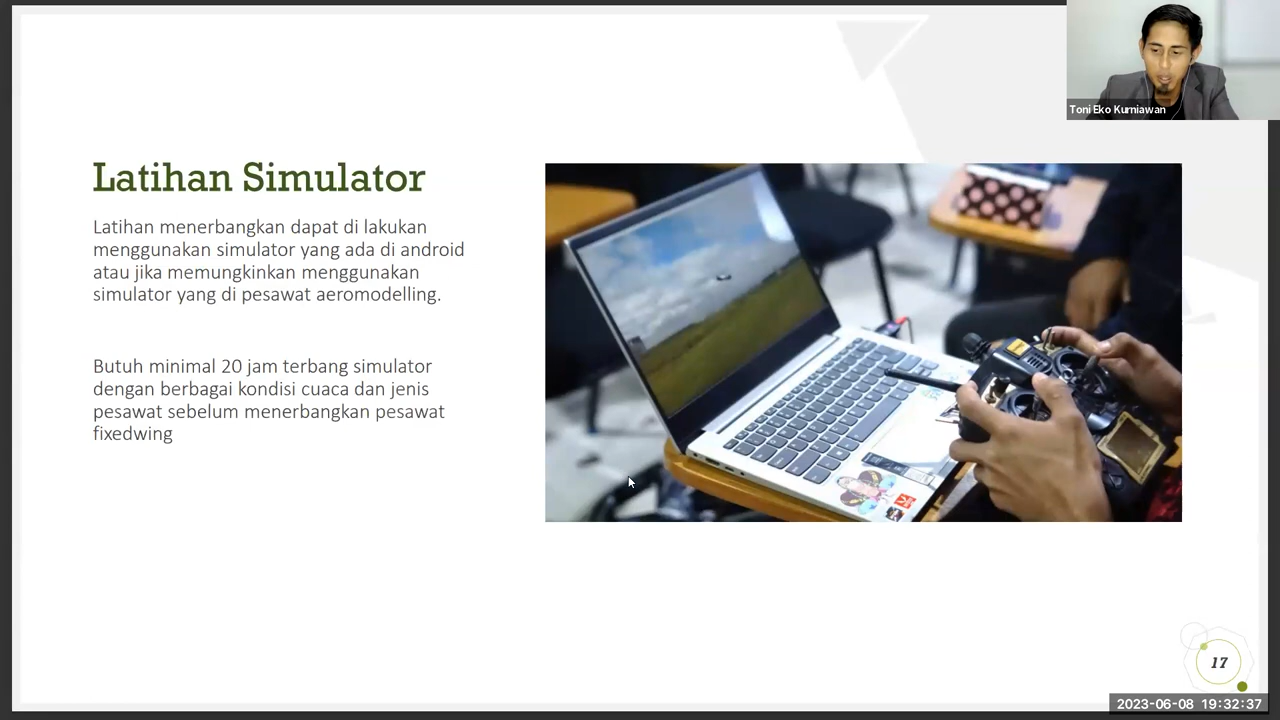 Toni Eko Kurniawan
Latihan Simulator
Latihan menerbangkan dapat di lakukan
menggunakan simulator yang ada di android
atau jika memungkinkan menggunakan
simulator yang di pesawat aeromodelling.
Butuh minimal 20 jam terbang simulator
dengan berbagai kondisi cuaca dan jenis
pesawat sebelum menerbangkan pesawat
fixedwing
17
2023-06-08 19:32:37